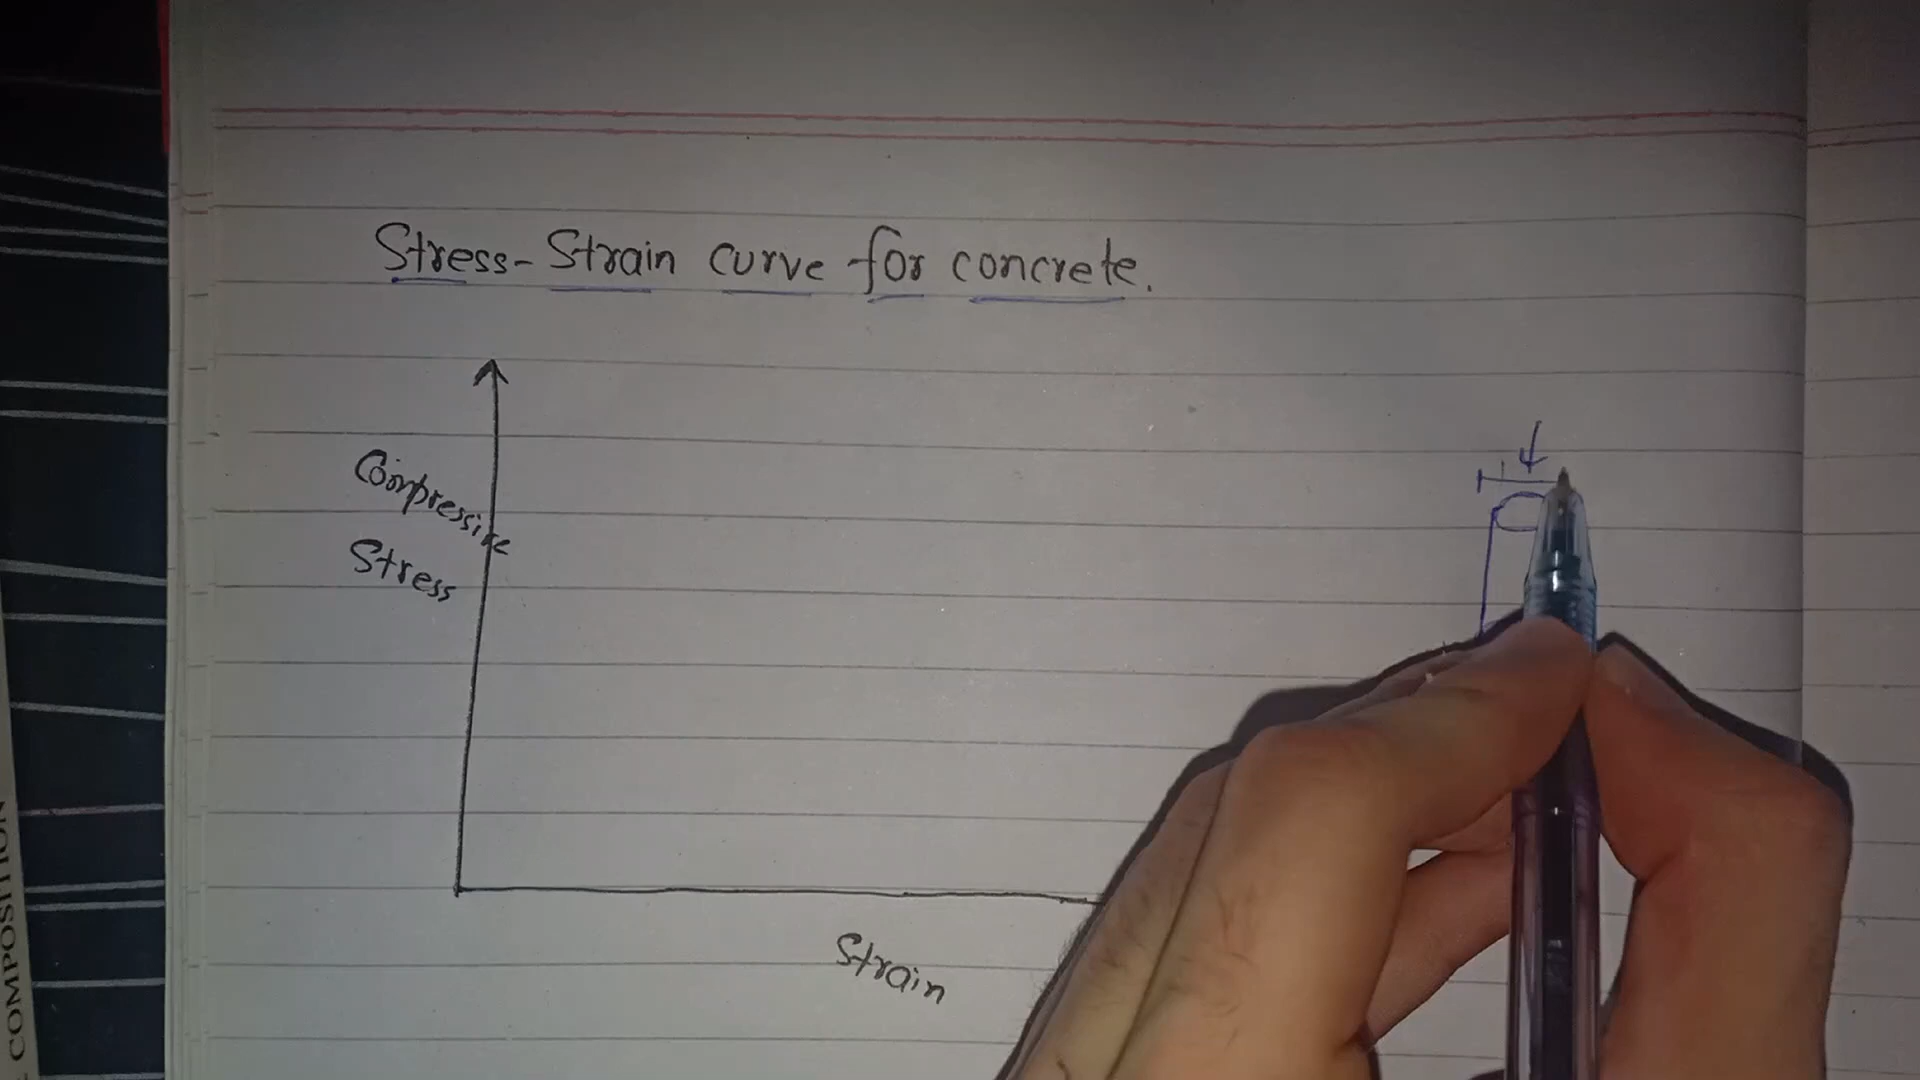 Stress-Strain curve for concrete.
Compressive
Stress
Strain
COMPOSITION